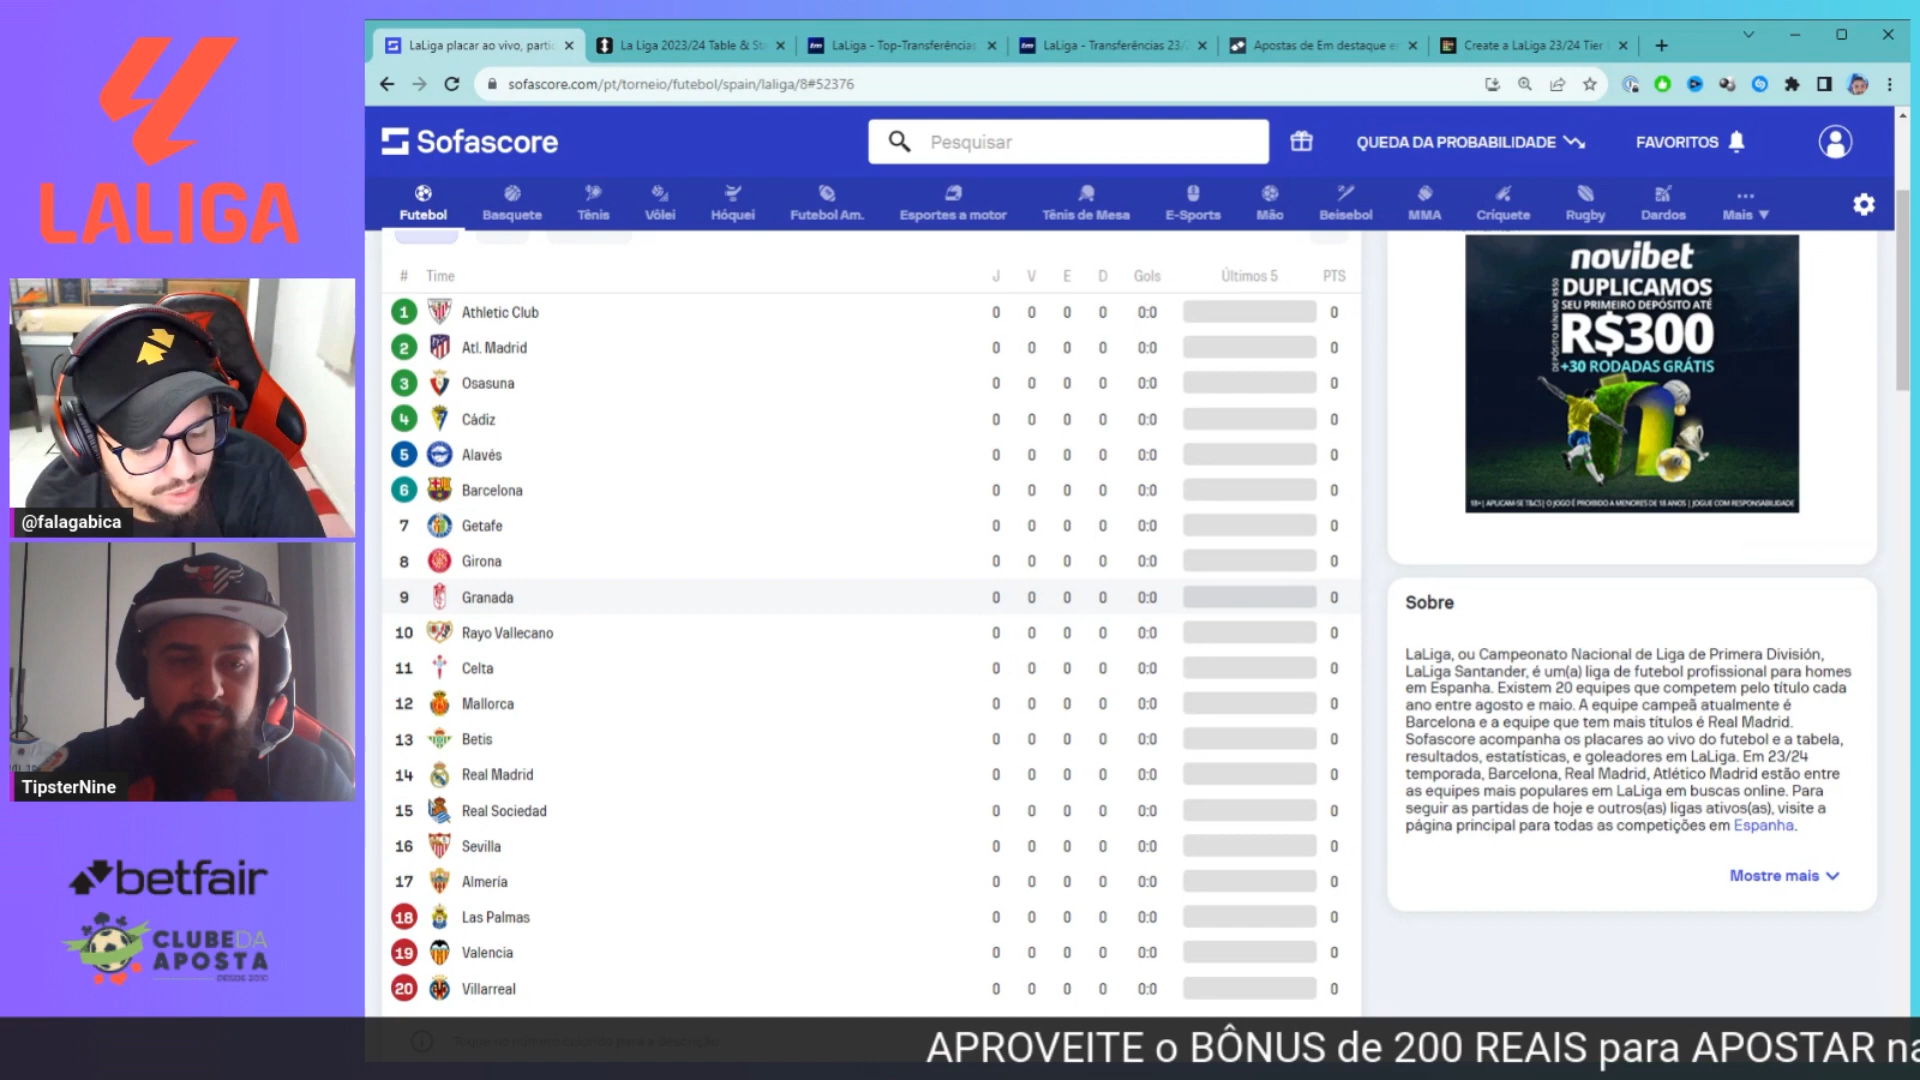 LALIGA
@falagabica
TipsterNine
betfair
CLUBE DA
APOSTA
DESDE 2010
LaLiga placar ao vivo, partic
La Liga 2023/24 Table & St
LaLiga - Top-Transferências
LaLiga - Transferências 23/
Apostas de Em destaque e
Create a LaLiga 23/24 Tier
sofascore.com/pt/torneio/futebol/spain/laliga/8#52376
Sofascore
Pesquisar
QUEDA DA PROBABILIDADE
FAVORITOS
Futebol Basquete Tênis Vôlei Hóquei Futebol Am. Esportes a motor Tênis de Mesa E-Sports Mão Beisebol MMA Críquete Rugby Dardos Mais ▼
# Time J V E D Gols Últimos 5 PTS
1 Athletic Club 0 0 0 0 0:0 0
2 Atl. Madrid 0 0 0 0 0:0 0
3 Osasuna 0 0 0 0 0:0 0
4 Cádiz 0 0 0 0 0:0 0
5 Alavés 0 0 0 0 0:0 0
6 Barcelona 0 0 0 0 0:0 0
7 Getafe 0 0 0 0 0:0 0
8 Girona 0 0 0 0 0:0 0
9 Granada 0 0 0 0 0:0 0
10 Rayo Vallecano 0 0 0 0 0:0 0
11 Celta 0 0 0 0 0:0 0
12 Mallorca 0 0 0 0 0:0 0
13 Betis 0 0 0 0 0:0 0
14 Real Madrid 0 0 0 0 0:0 0
15 Real Sociedad 0 0 0 0 0:0 0
16 Sevilla 0 0 0 0 0:0 0
17 Almería 0 0 0 0 0:0 0
18 Las Palmas 0 0 0 0 0:0 0
19 Valencia 0 0 0 0 0:0 0
20 Villarreal 0 0 0 0 0:0 0
novibet
DUPLICAMOS
SEU PRIMEIRO DEPÓSITO ATÉ
R$300
+30 RODADAS GRÁTIS
DEPÓSITO MÍNIMO R$50
18+| APLICAM-SE T&CS| O JOGO É PROIBIDO A MENORES DE 18 ANOS | JOGUE COM RESPONSABILIDADE
Sobre
LaLiga, ou Campeonato Nacional de Liga de Primera División,
LaLiga Santander, é um(a) liga de futebol profissional para homes
em Espanha. Existem 20 equipes que competem pelo título cada
ano entre agosto e maio. A equipe campeã atualmente é
Barcelona e a equipe que tem mais títulos é Real Madrid.
Sofascore acompanha os placares ao vivo do futebol e a tabela,
resultados, estatísticas, e goleadores em LaLiga. Em 23/24
temporada, Barcelona, Real Madrid, Atlético Madrid estão entre
as equipes mais populares em LaLiga em buscas online. Para
seguir as partidas de hoje e outros(as) ligas ativos(as), visite a
página principal para todas as competições em Espanha.
Mostre mais
APROVEITE o BÔNUS de 200 REAIS para APOSTAR na